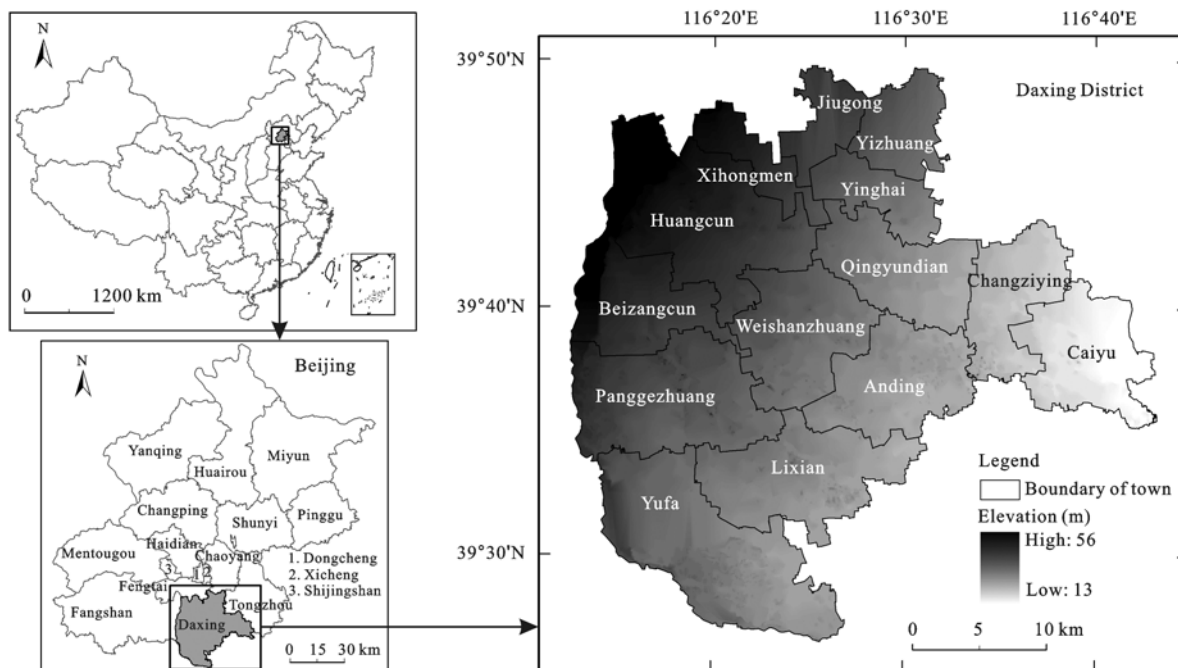 N
0 1200 km
N
Beijing
Yanqing
Huairou
Miyun
Changping
Shunyi
Pinggu
Haidian
Mentougou
Chaoyang
3
1 2
Fengtai
Fangshan
Tongzhou
Daxing
1. Dongcheng
2. Xicheng
3. Shijingshan
0 15 30 km
116°20′E 116°30′E 116°40′E
39°50′N
39°40′N
39°30′N
Daxing District
Jiugong
Yizhuang
Xihongmen
Yinghai
Huangcun
Qingyundian
Changziying
Beizangcun
Weishanzhuang
Caiyu
Panggezhuang
Anding
Lixian
Yufa
Legend
Boundary of town
Elevation (m)
High: 56
Low: 13
0 5 10 km